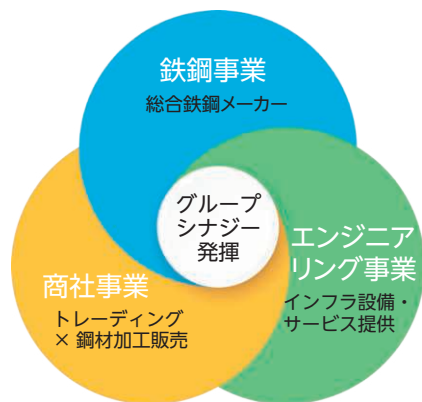 鉄鋼事業
総合鉄鋼メーカー
グループ
シナジー
発揮
エンジニア
リング事業
インフラ設備・
サービス提供
商社事業
トレーディング
× 鋼材加工販売